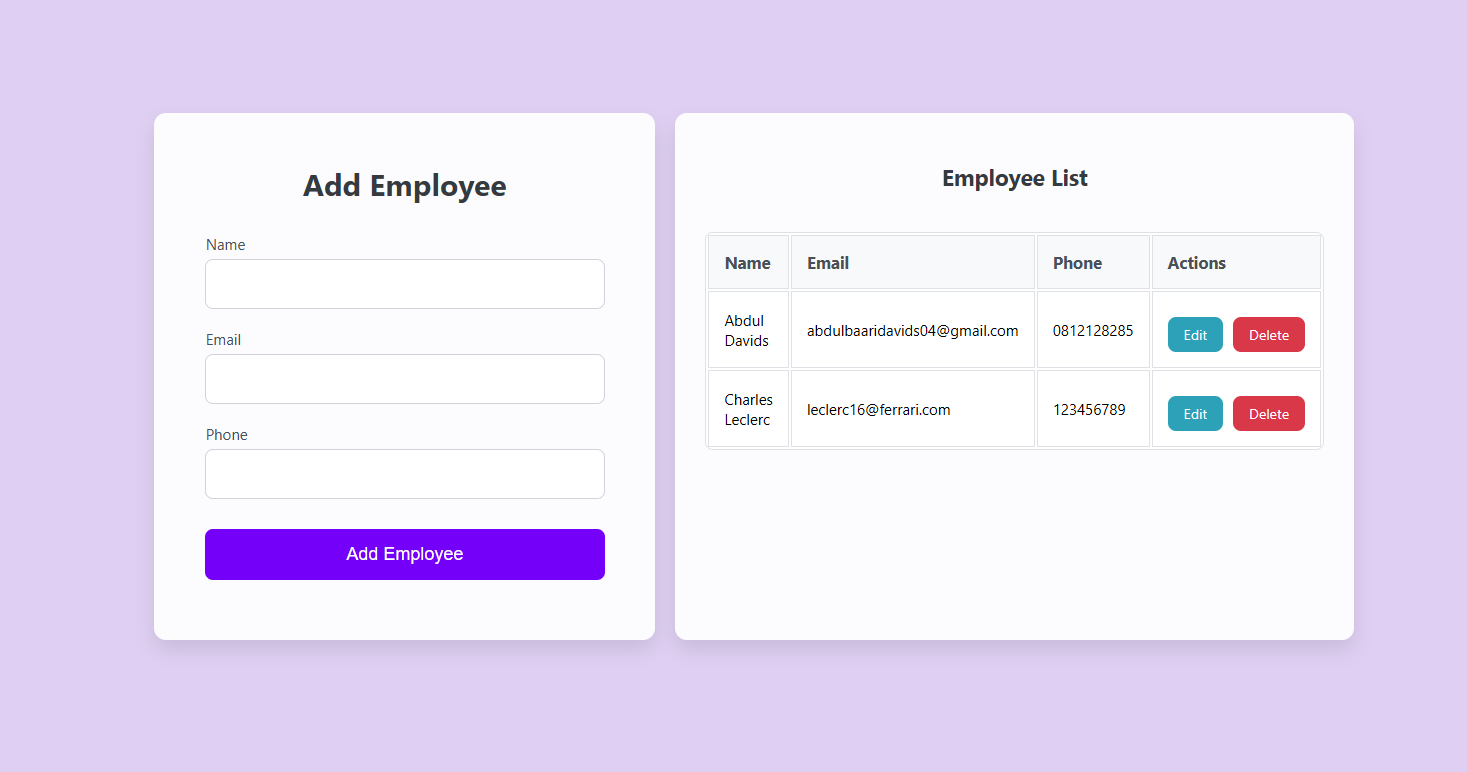 Add Employee
Name
Email
Phone
Add Employee
Employee List
Name Email Phone Actions
Abdul
Davids
abdulbaaridavids04@gmail.com 0812128285 Edit Delete
Charles
Leclerc
leclerc16@ferrari.com 123456789 Edit Delete